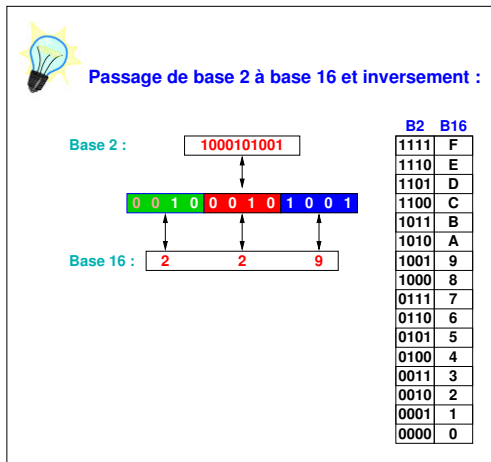 Passage de base 2 à base 16 et inversement :
Base 2 :
1000101001
0 0 1 0 0 0 1 0 1 0 0 1
Base 16 : 2 2 9
B2 B16
1111 F
1110 E
1101 D
1100 C
1011 B
1010 A
1001 9
1000 8
0111 7
0110 6
0101 5
0100 4
0011 3
0010 2
0001 1
0000 0